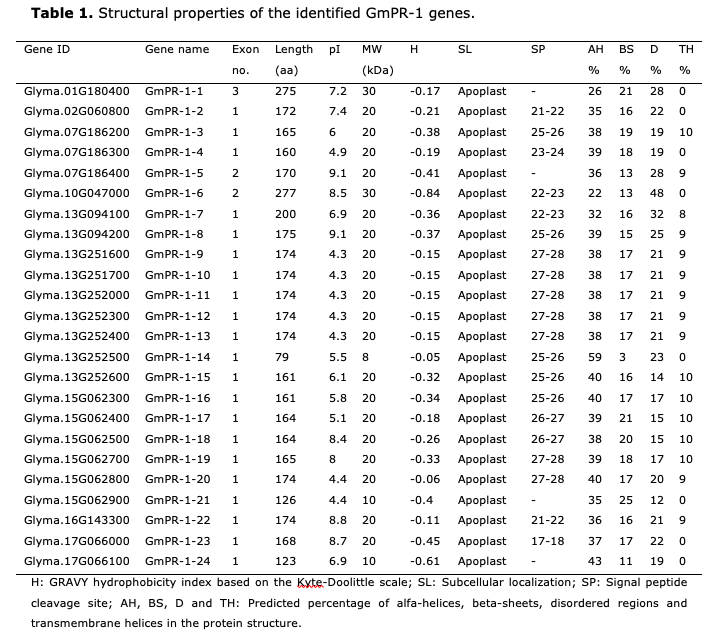 Table 1. Structural properties of the identified GmPR-1 genes.
Gene ID Gene name Exon Length pI MW H SL SP AH BS D TH
no. (aa) (kDa) % % % %
Glyma.01G180400 GmPR-1-1 3 275 7.2 30 -0.17 Apoplast - 26 21 28 0
Glyma.02G060800 GmPR-1-2 1 172 7.4 20 -0.21 Apoplast 21-22 35 16 22 0
Glyma.07G186200 GmPR-1-3 1 165 6 20 -0.38 Apoplast 25-26 38 19 19 10
Glyma.07G186300 GmPR-1-4 1 160 4.9 20 -0.19 Apoplast 23-24 39 18 19 0
Glyma.07G186400 GmPR-1-5 2 170 9.1 20 -0.41 Apoplast - 36 13 28 9
Glyma.10G047000 GmPR-1-6 2 277 8.5 30 -0.84 Apoplast 22-23 22 13 48 0
Glyma.13G094100 GmPR-1-7 1 200 6.9 20 -0.36 Apoplast 22-23 32 16 32 8
Glyma.13G094200 GmPR-1-8 1 175 9.1 20 -0.37 Apoplast 25-26 39 15 25 9
Glyma.13G251600 GmPR-1-9 1 174 4.3 20 -0.15 Apoplast 27-28 38 17 21 9
Glyma.13G251700 GmPR-1-10 1 174 4.3 20 -0.15 Apoplast 27-28 38 17 21 9
Glyma.13G252000 GmPR-1-11 1 174 4.3 20 -0.15 Apoplast 27-28 38 17 21 9
Glyma.13G252300 GmPR-1-12 1 174 4.3 20 -0.15 Apoplast 27-28 38 17 21 9
Glyma.13G252400 GmPR-1-13 1 174 4.3 20 -0.15 Apoplast 27-28 38 17 21 9
Glyma.13G252500 GmPR-1-14 1 79 5.5 8 -0.05 Apoplast 25-26 59 3 23 0
Glyma.13G252600 GmPR-1-15 1 161 6.1 20 -0.32 Apoplast 25-26 40 16 14 10
Glyma.15G062300 GmPR-1-16 1 161 5.8 20 -0.34 Apoplast 25-26 40 17 17 10
Glyma.15G062400 GmPR-1-17 1 164 5.1 20 -0.18 Apoplast 26-27 39 21 15 10
Glyma.15G062500 GmPR-1-18 1 164 8.4 20 -0.26 Apoplast 26-27 38 20 15 10
Glyma.15G062700 GmPR-1-19 1 165 8 20 -0.33 Apoplast 27-28 39 18 17 10
Glyma.15G062800 GmPR-1-20 1 174 4.4 20 -0.06 Apoplast 27-28 40 17 20 9
Glyma.15G062900 GmPR-1-21 1 126 4.4 10 -0.4 Apoplast - 35 25 12 0
Glyma.16G143300 GmPR-1-22 1 174 8.8 20 -0.11 Apoplast 21-22 36 16 21 9
Glyma.17G066000 GmPR-1-23 1 168 8.7 20 -0.45 Apoplast 17-18 37 17 22 0
Glyma.17G066100 GmPR-1-24 1 123 6.9 10 -0.61 Apoplast - 43 11 19 0
H: GRAVY hydrophobicity index based on the Kyte-Doolittle scale; SL: Subcellular localization; SP: Signal peptide
cleavage site; AH, BS, D and TH: Predicted percentage of alfa-helices, beta-sheets, disordered regions and
transmembrane helices in the protein structure.